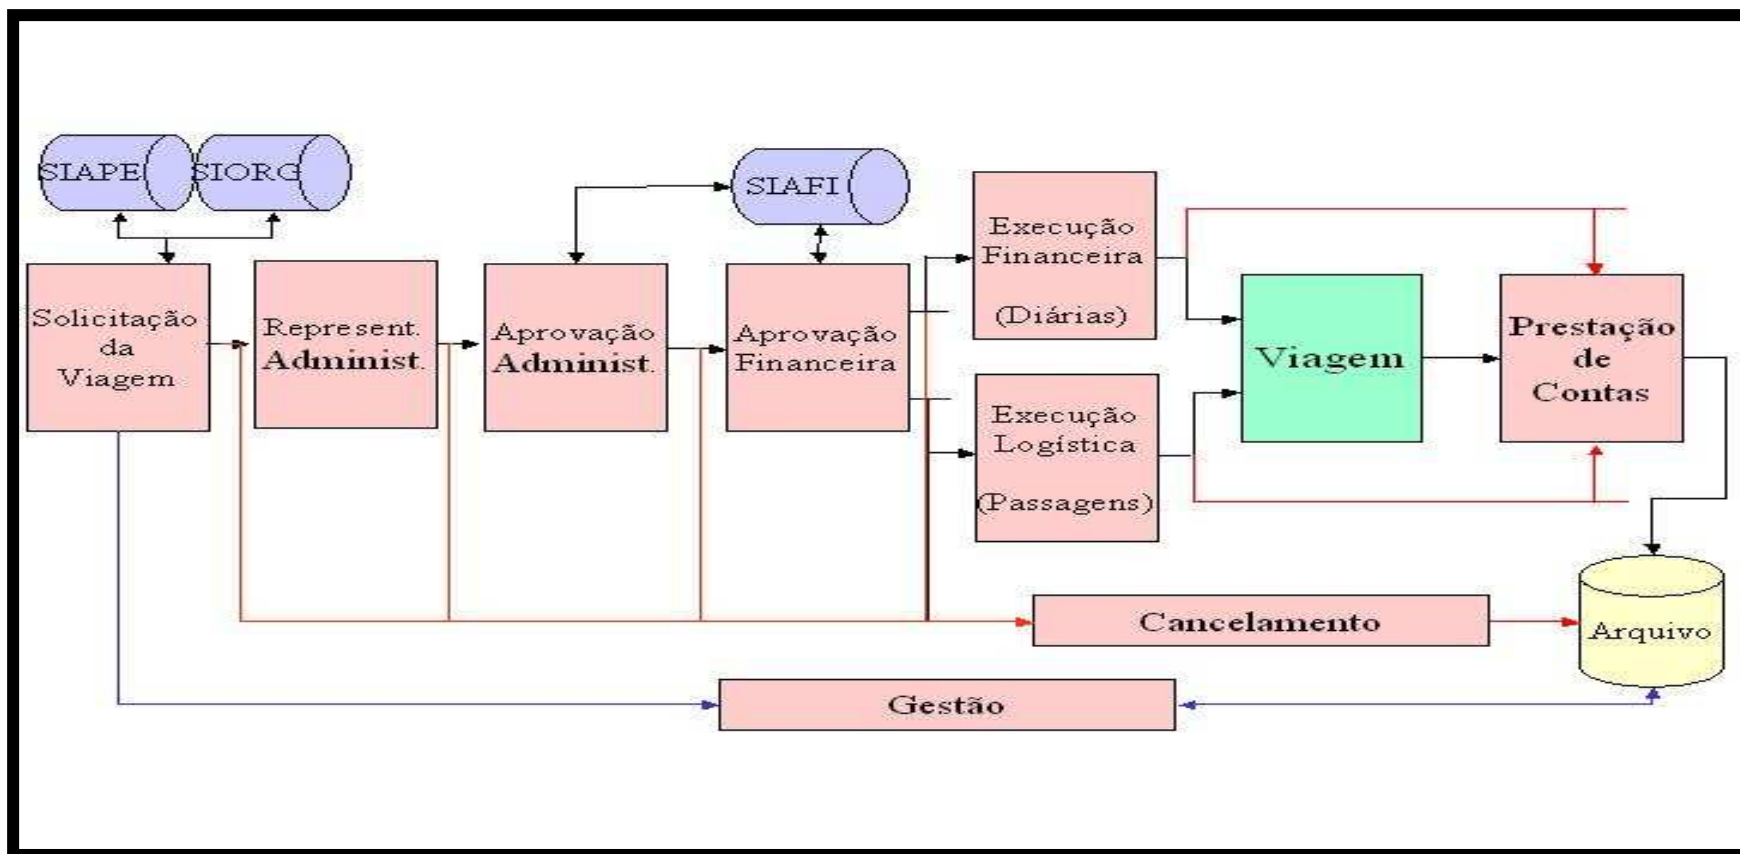 SIAPE
SIORG
SIAFI
Solicitação
da
Viagem
Represent.
Administ.
Aprovação
Administ.
Aprovação
Financeira
Execução
Financeira
(Diárias)
Execução
Logística
(Passagens)
Viagem
Prestação
de
Contas
Cancelamento
Arquivo
Gestão